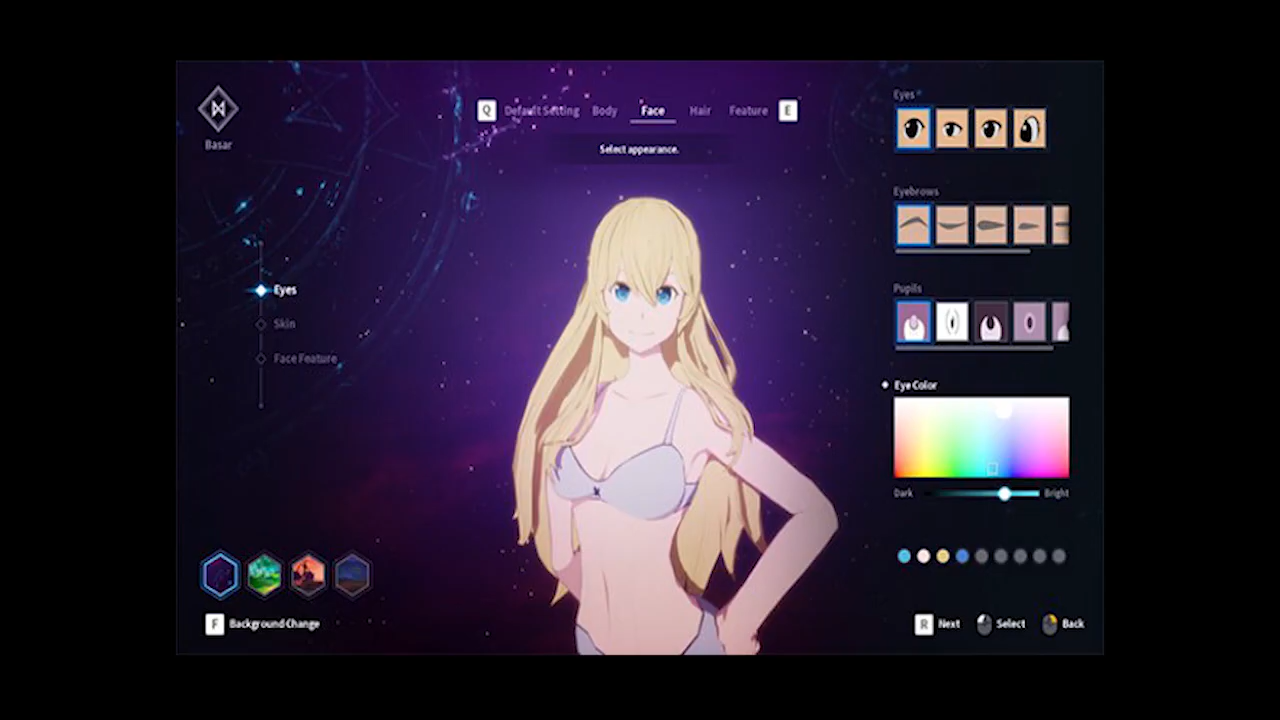 Basar
Q Default Setting Body Face Hair Feature E
Select appearance.
Eyes
Skin
Face Feature
Eyes
Eyebrows
Pupils
Eye Color
Dark Bright
F Background Change
R Next Select Back